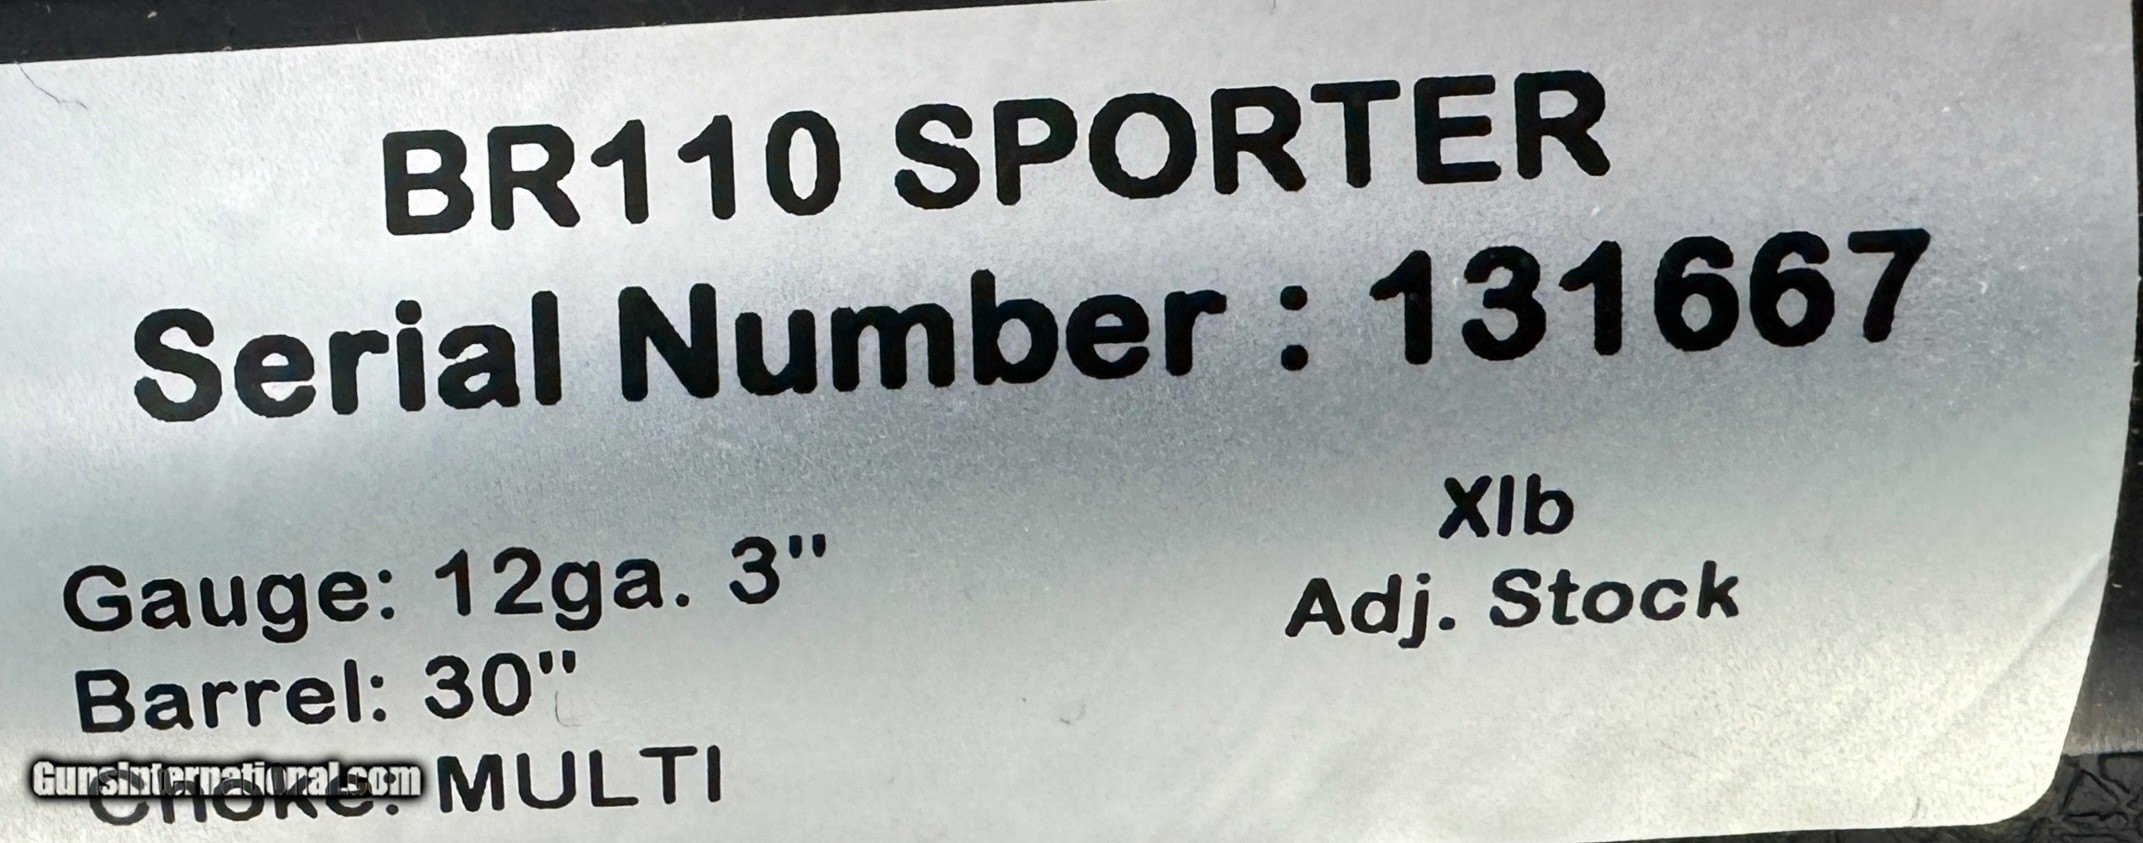 BR110 SPORTER
Serial Number : 131667
Xlb
Gauge: 12ga. 3"
Adj. Stock
Barrel: 30"
Choke: MULTI
GunsInternational.com